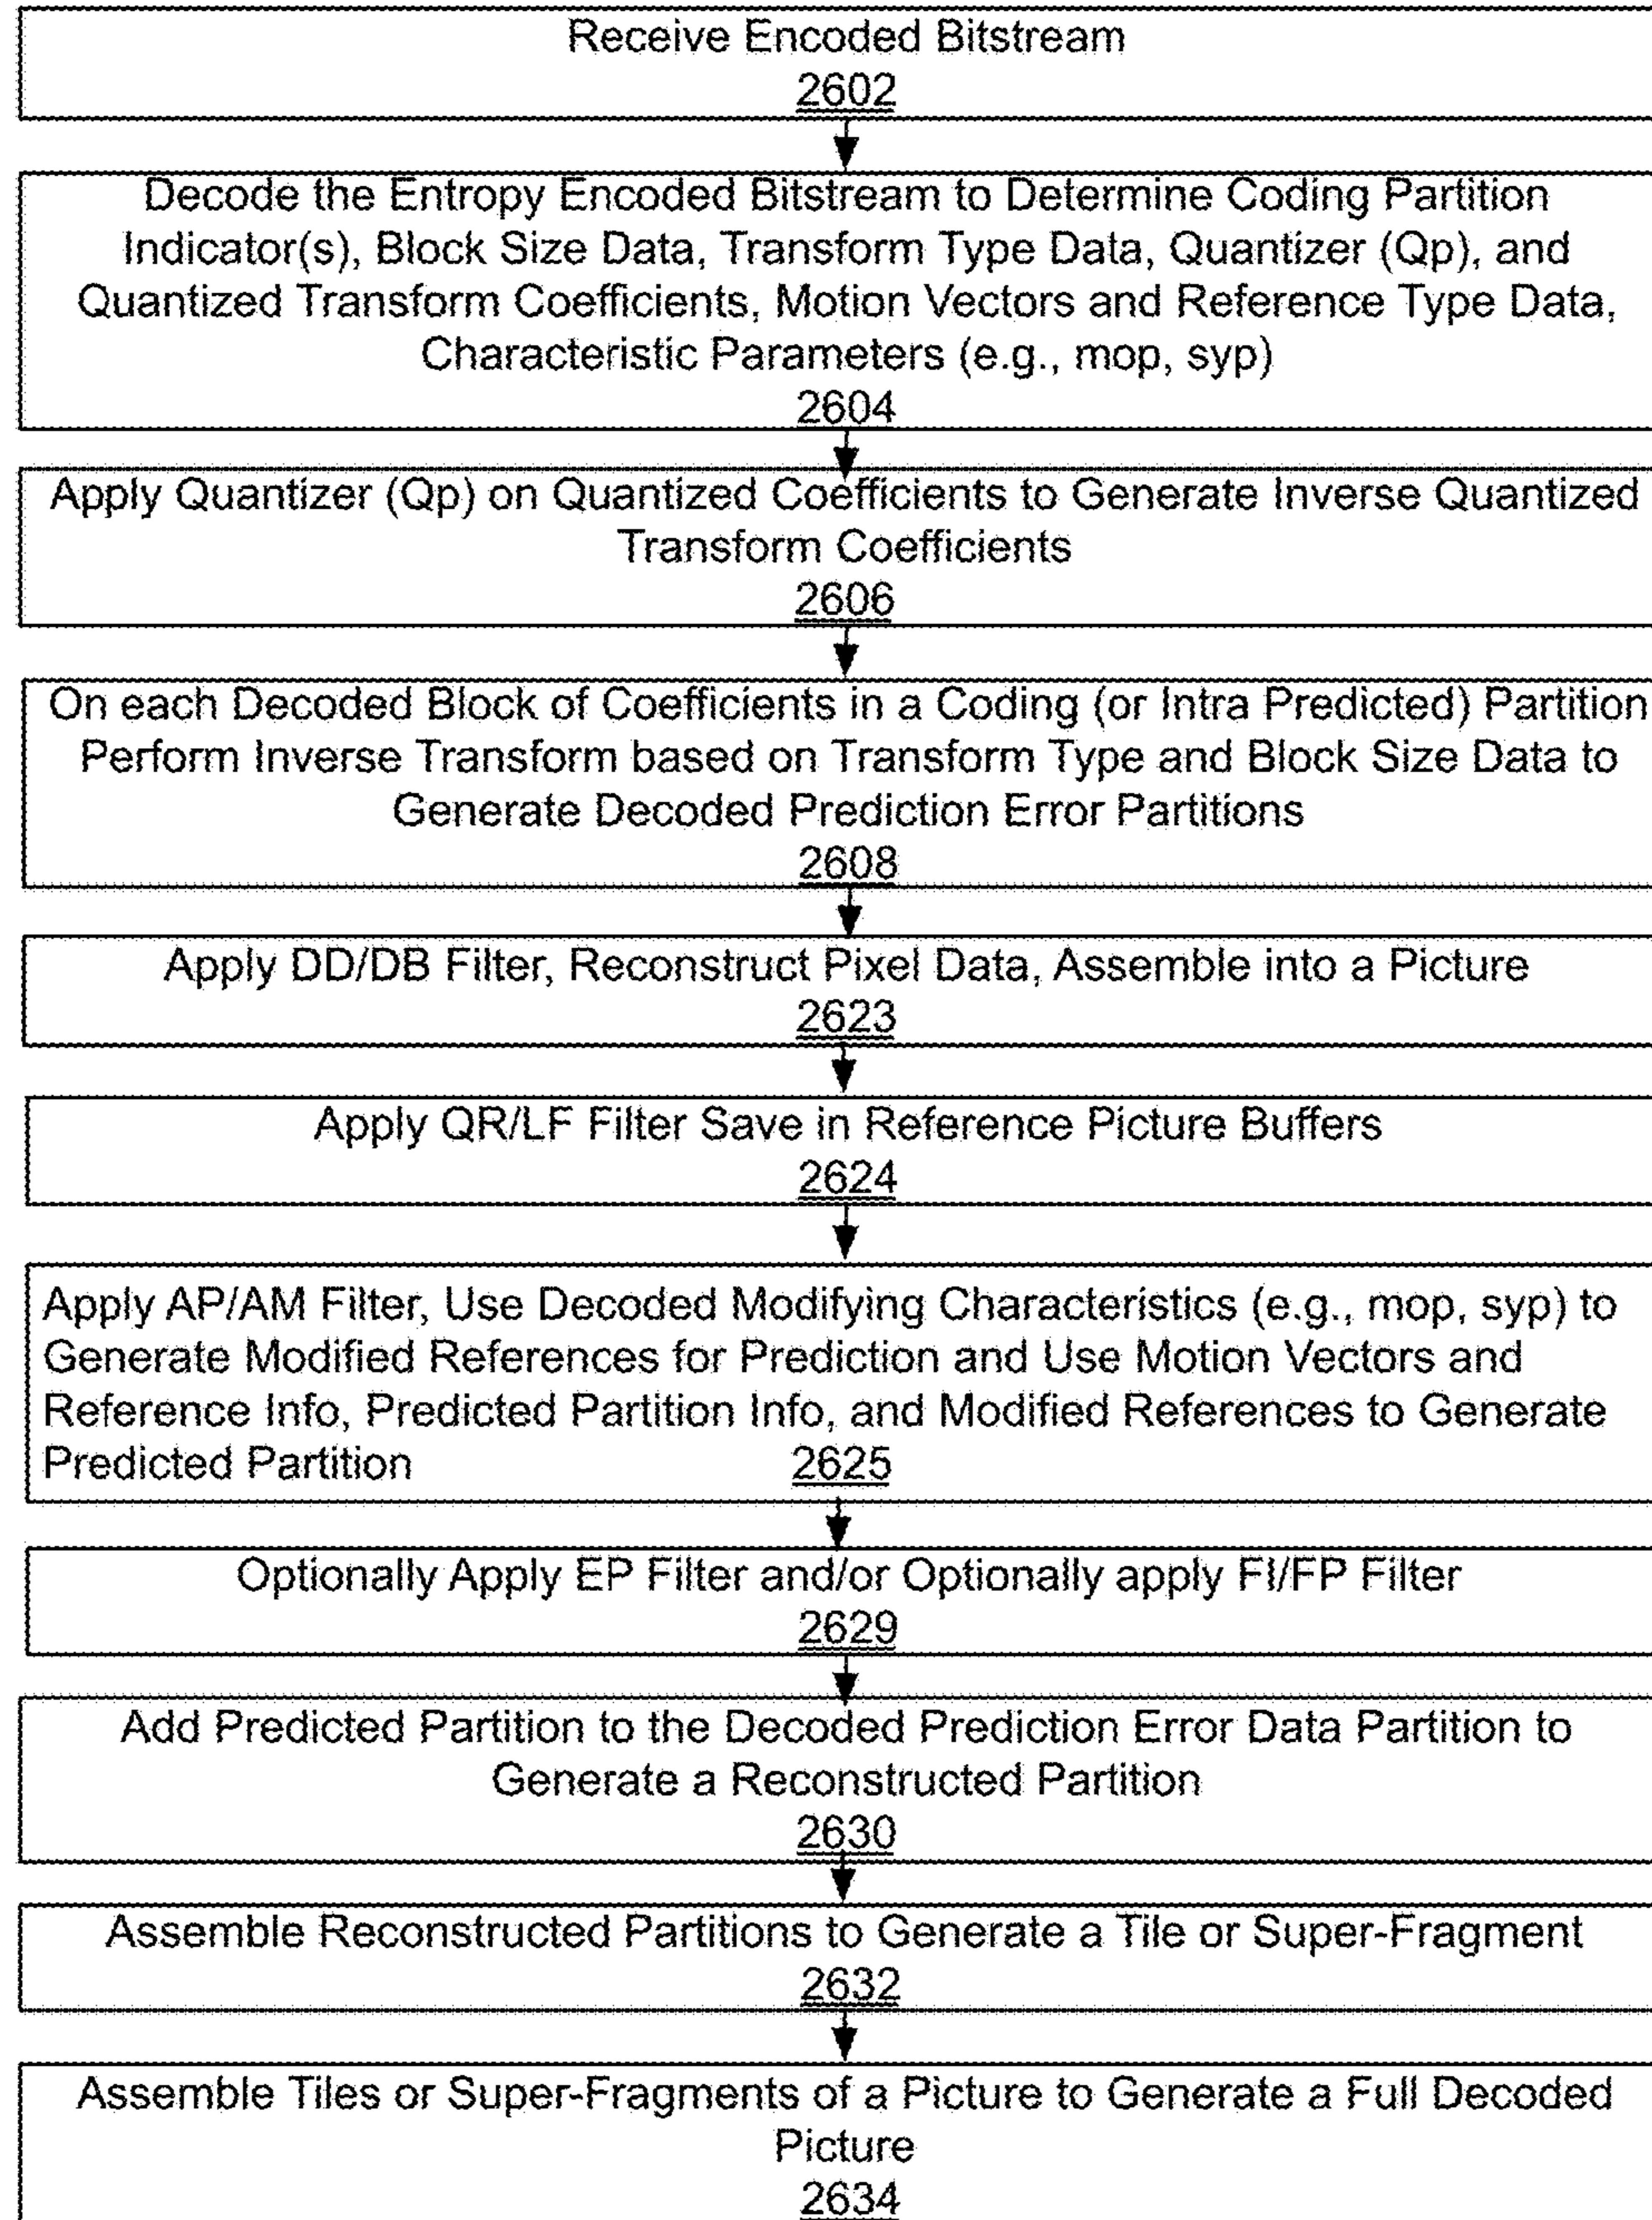 Receive Encoded Bitstream
2602
Decode the Entropy Encoded Bitstream to Determine Coding Partition
Indicator(s), Block Size Data, Transform Type Data, Quantizer (Qp), and
Quantized Transform Coefficients, Motion Vectors and Reference Type Data,
Characteristic Parameters (e.g., mop, syp)
2604
Apply Quantizer (Qp) on Quantized Coefficients to Generate Inverse Quantized
Transform Coefficients
2606
On each Decoded Block of Coefficients in a Coding (or Intra Predicted) Partition
Perform Inverse Transform based on Transform Type and Block Size Data to
Generate Decoded Prediction Error Partitions
2608
Apply DD/DB Filter, Reconstruct Pixel Data, Assemble into a Picture
2623
Apply QR/LF Filter Save in Reference Picture Buffers
2624
Apply AP/AM Filter, Use Decoded Modifying Characteristics (e.g., mop, syp) to
Generate Modified References for Prediction and Use Motion Vectors and
Reference Info, Predicted Partition Info, and Modified References to Generate
Predicted Partition 2625
Optionally Apply EP Filter and/or Optionally apply FI/FP Filter
2629
Add Predicted Partition to the Decoded Prediction Error Data Partition to
Generate a Reconstructed Partition
2630
Assemble Reconstructed Partitions to Generate a Tile or Super-Fragment
2632
Assemble Tiles or Super-Fragments of a Picture to Generate a Full Decoded
Picture
2634